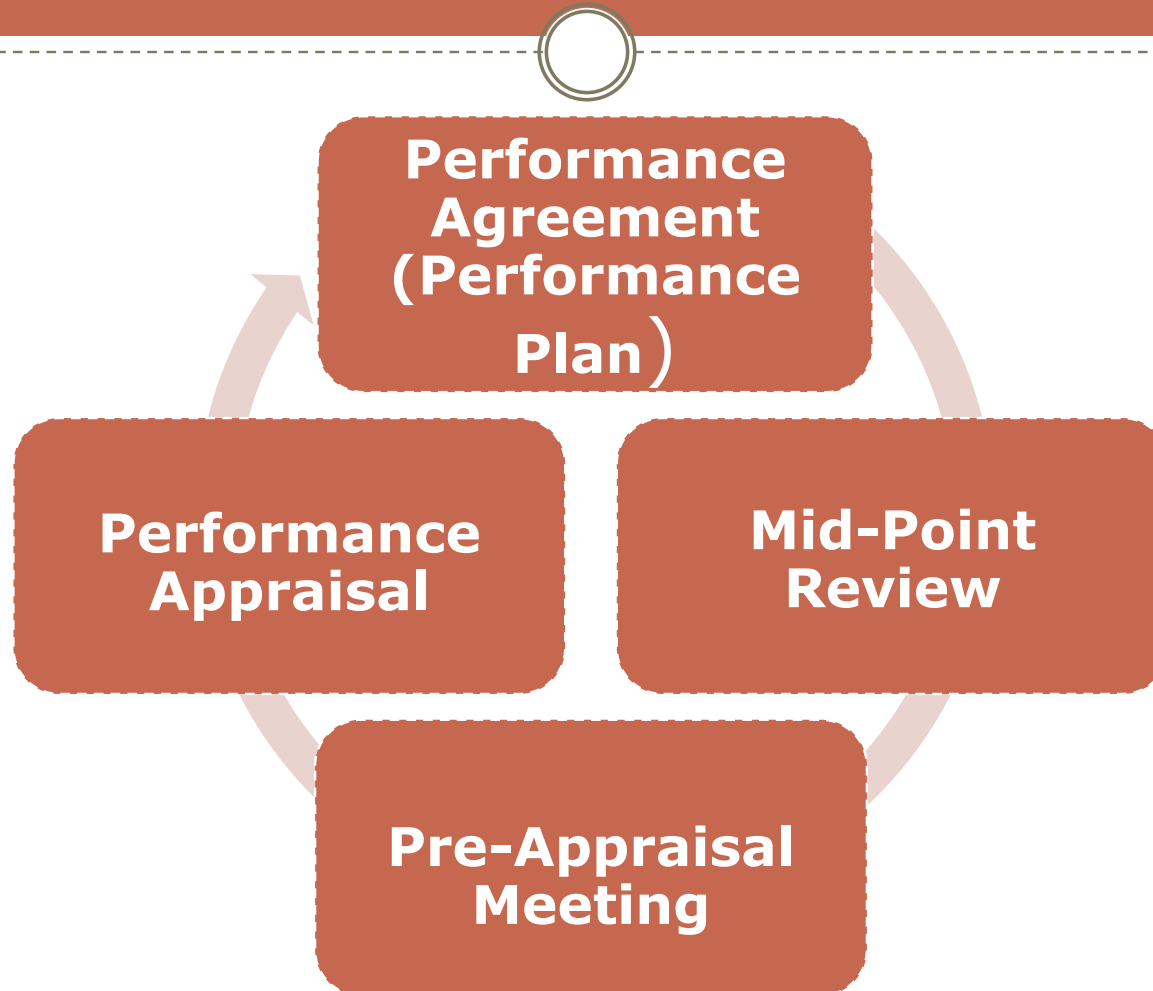 Performance
Agreement
(Performance
Plan)
Mid-Point
Review
Pre-Appraisal
Meeting
Performance
Appraisal